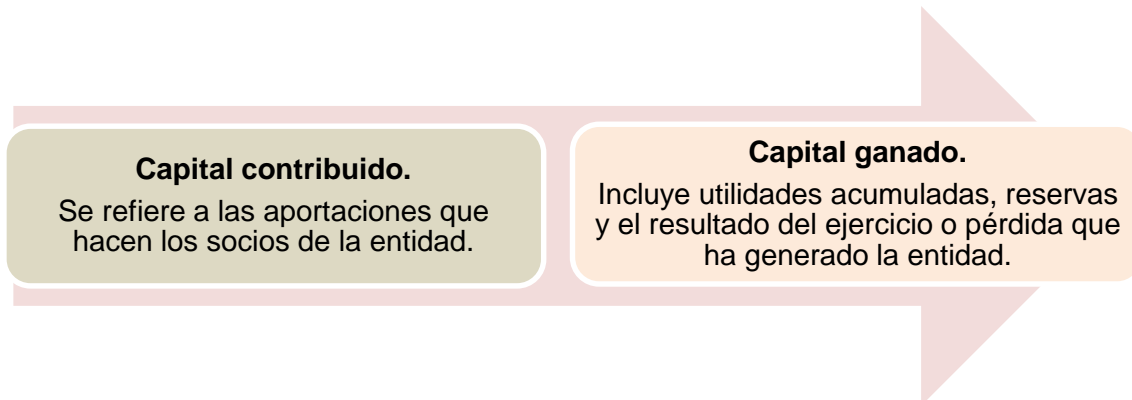 Capital contribuido.
Se refiere a las aportaciones que
hacen los socios de la entidad.
Capital ganado.
Incluye utilidades acumuladas, reservas
y el resultado del ejercicio o pérdida que
ha generado la entidad.